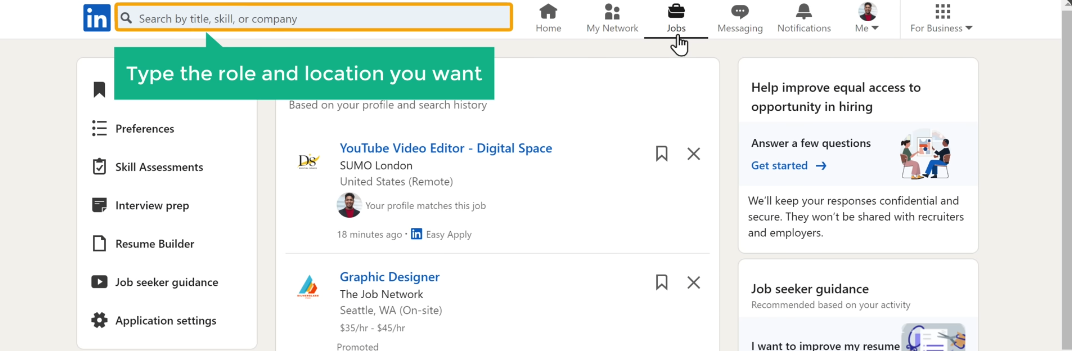 in
Search by title, skill, or company
Home
My Network
Jobs
Messaging
Notifications
Me
For Business
Type the role and location you want
Preferences
Skill Assessments
Interview prep
Resume Builder
Job seeker guidance
Application settings
Based on your profile and search history
DS
YouTube Video Editor - Digital Space
SUMO London
United States (Remote)
Your profile matches this job
18 minutes ago · in Easy Apply
Graphic Designer
The Job Network
Seattle, WA (On-site)
$35/hr - $45/hr
Promoted
Help improve equal access to
opportunity in hiring
Answer a few questions
Get started →
We'll keep your responses confidential and
secure. They won't be shared with recruiters
and employers.
Job seeker guidance
Recommended based on your activity
I want to improve my resume